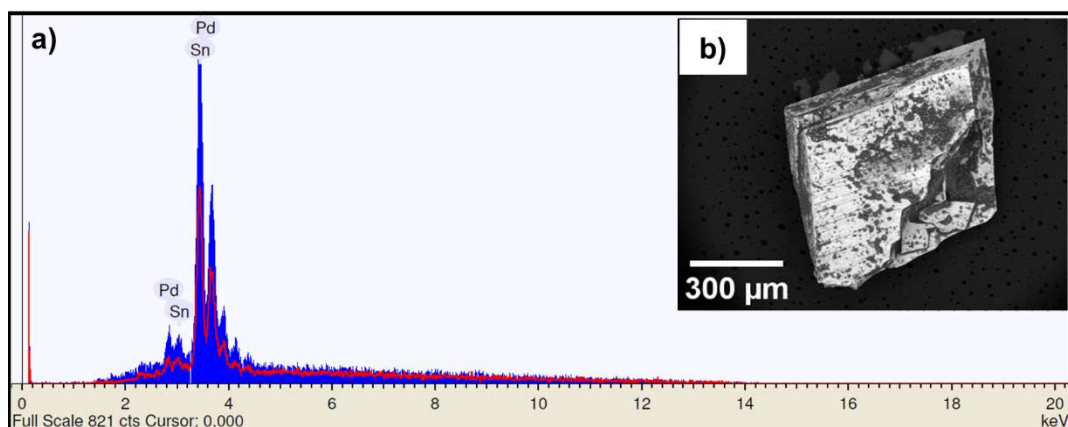 a)
Pd
Sn
Pd
Sn
0 2 4 6 8 10 12 14 16 18 20
Full Scale 821 cts Cursor: 0.000 keV
b)
300 µm